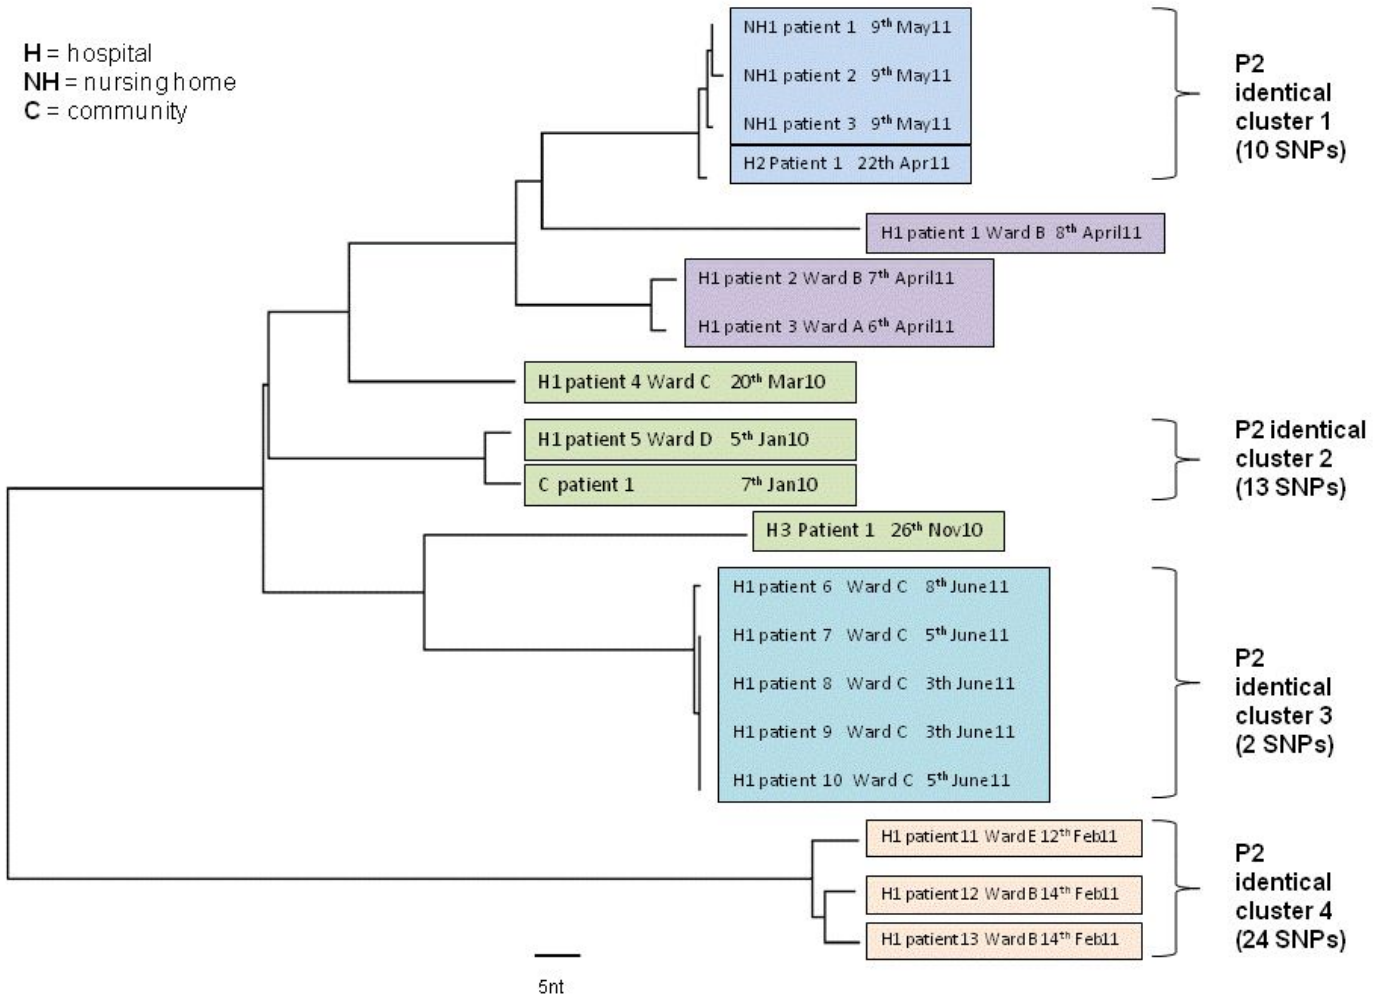 H = hospital
NH = nursing home
C = community
NH1 patient 1 9th May11
NH1 patient 2 9th May11
NH1 patient 3 9th May11
H2 Patient 1 22th Apr11
P2
identical
cluster 1
(10 SNPs)
H1 patient 1 Ward B 8th April11
H1 patient 2 Ward B 7th April11
H1 patient 3 Ward A 6th April11
H1 patient 4 Ward C 20th Mar10
H1 patient 5 Ward D 5th Jan10
C patient 1 7th Jan10
P2 identical
cluster 2
(13 SNPs)
H3 Patient 1 26th Nov10
H1 patient 6 Ward C 8th June11
H1 patient 7 Ward C 5th June11
H1 patient 8 Ward C 3th June11
H1 patient 9 Ward C 3th June11
H1 patient 10 Ward C 5th June11
P2
identical
cluster 3
(2 SNPs)
H1 patient11 Ward E 12th Feb11
H1 patient12 Ward B 14th Feb11
H1 patient13 Ward B 14th Feb11
P2
identical
cluster 4
(24 SNPs)
5nt